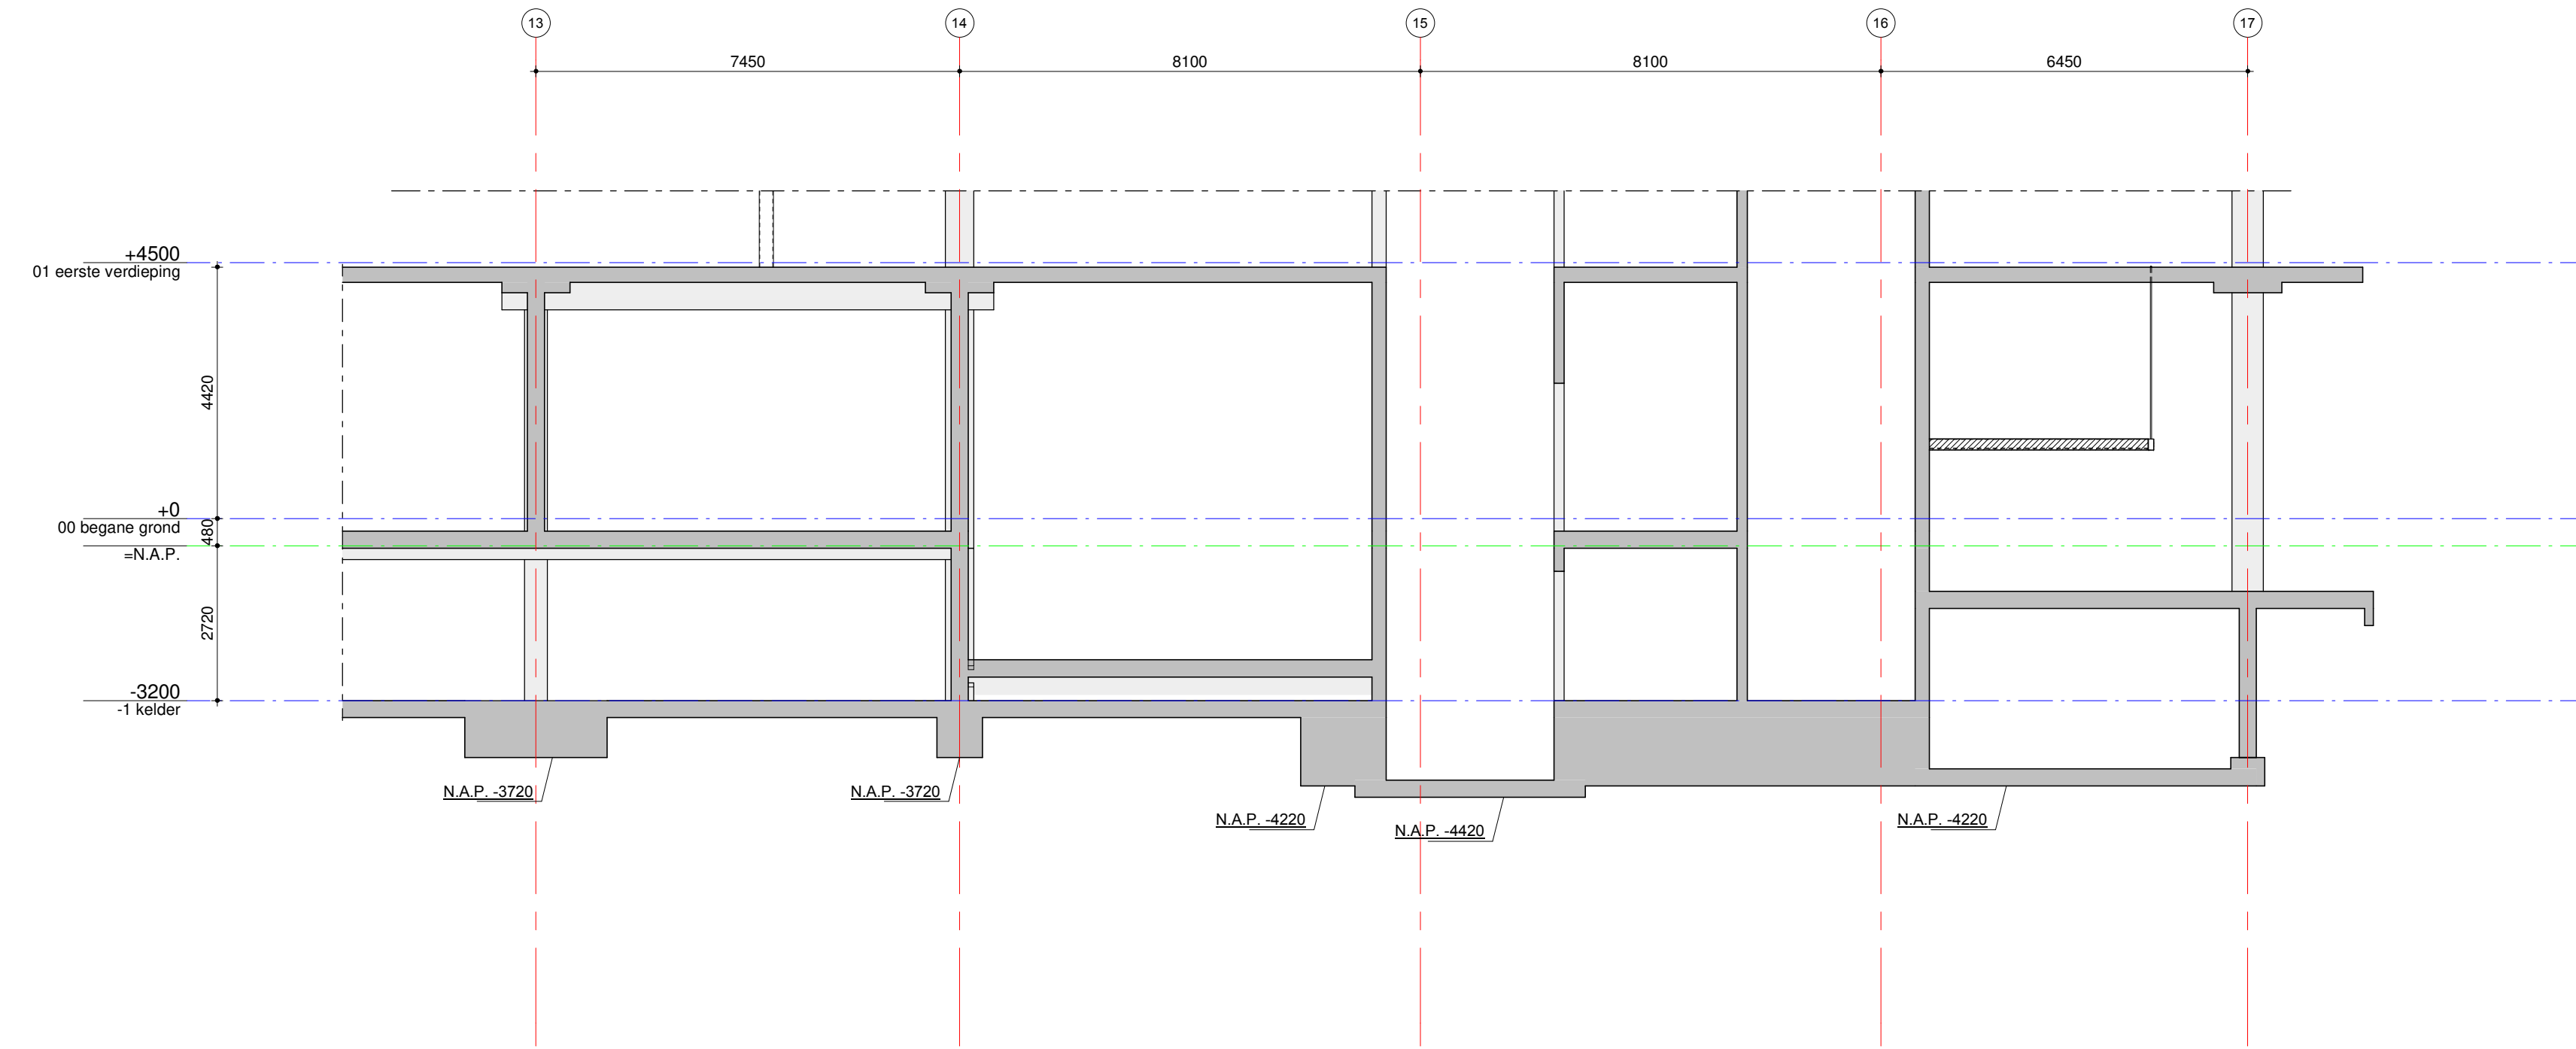 13
14
15
16
17
7450
8100
8100
6450
+4500
01 eerste verdieping
4420
+0
00 begane grond
480
=N.A.P.
2720
-3200
-1 kelder
N.A.P. -3720
N.A.P. -3720
N.A.P. -4220
N.A.P. -4420
N.A.P. -4220